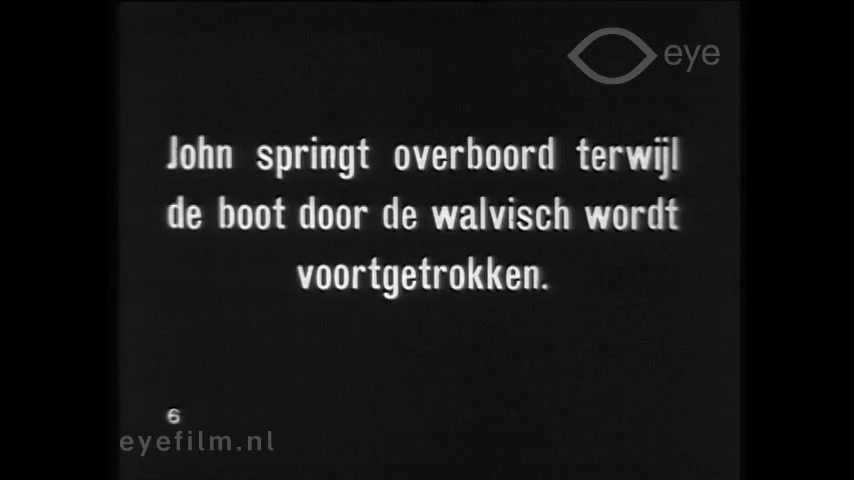 eye
John springt overboord terwijl
de boot door de walvisch wordt
voortgetrokken.
6
eyefilm.nl